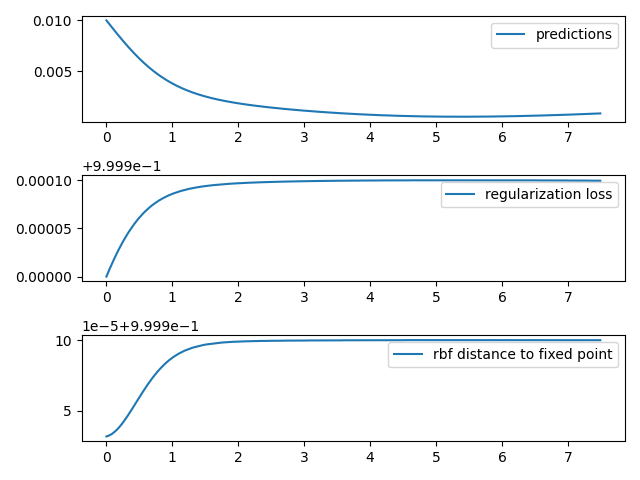 0.010
0.005
predictions
0 1 2 3 4 5 6 7
+9.999e−1
0.00010
0.00005
0.00000
regularization loss
0 1 2 3 4 5 6 7
1e−5+9.999e−1
10
5
rbf distance to fixed point
0 1 2 3 4 5 6 7